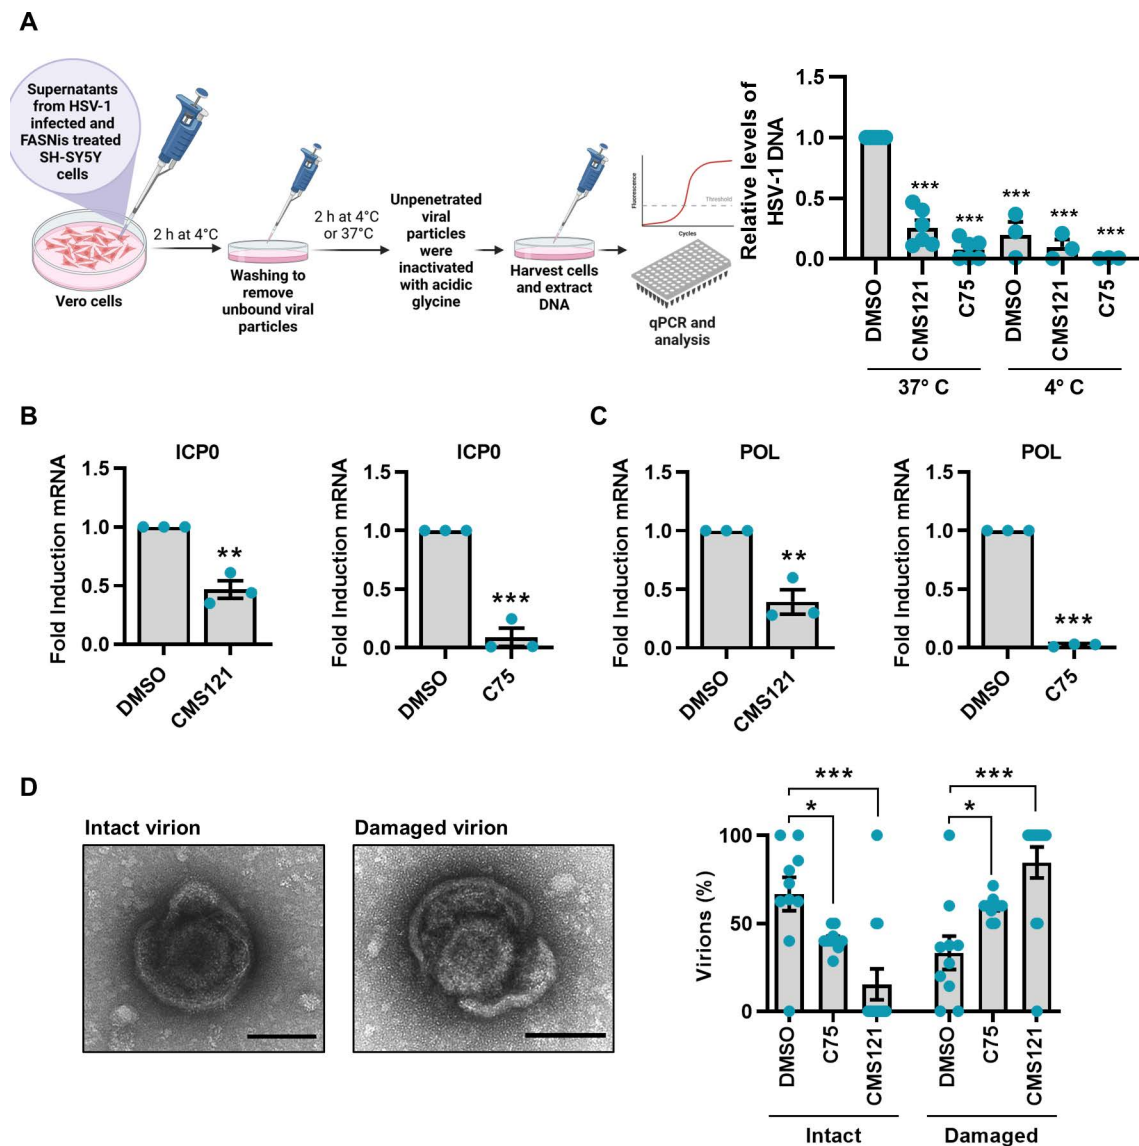 A
Supernatants
from HSV-1
infected and
FASNis treated
SH-SY5Y
cells
Vero cells
2 h at 4°C
Washing to
remove
unbound viral
particles
2 h at 4°C
or 37°C
Unpenetrated
viral
particles
were
inactivated
with acidic
glycine
Harvest cells
and extract
DNA
Fluorescence
Threshold
Cycles
qPCR and
analysis
Relative levels of
HSV-1 DNA
1.5
1.0
0.5
0.0
***
***
***
***
***
DMSO
CMS121
C75
DMSO
CMS121
C75
37° C
4° C
B
ICP0
Fold Induction mRNA
1.5
1.0
0.5
0.0
**
DMSO
CMS121
ICP0
Fold Induction mRNA
1.5
1.0
0.5
0.0
***
DMSO
C75
C
POL
Fold Induction mRNA
1.5
1.0
0.5
0.0
**
DMSO
CMS121
POL
Fold Induction mRNA
1.5
1.0
0.5
0.0
***
DMSO
C75
D
Intact virion
Damaged virion
Virions (%)
100
50
0
***
*
***
*
DMSO
C75
CMS121
DMSO
C75
CMS121
Intact
Damaged